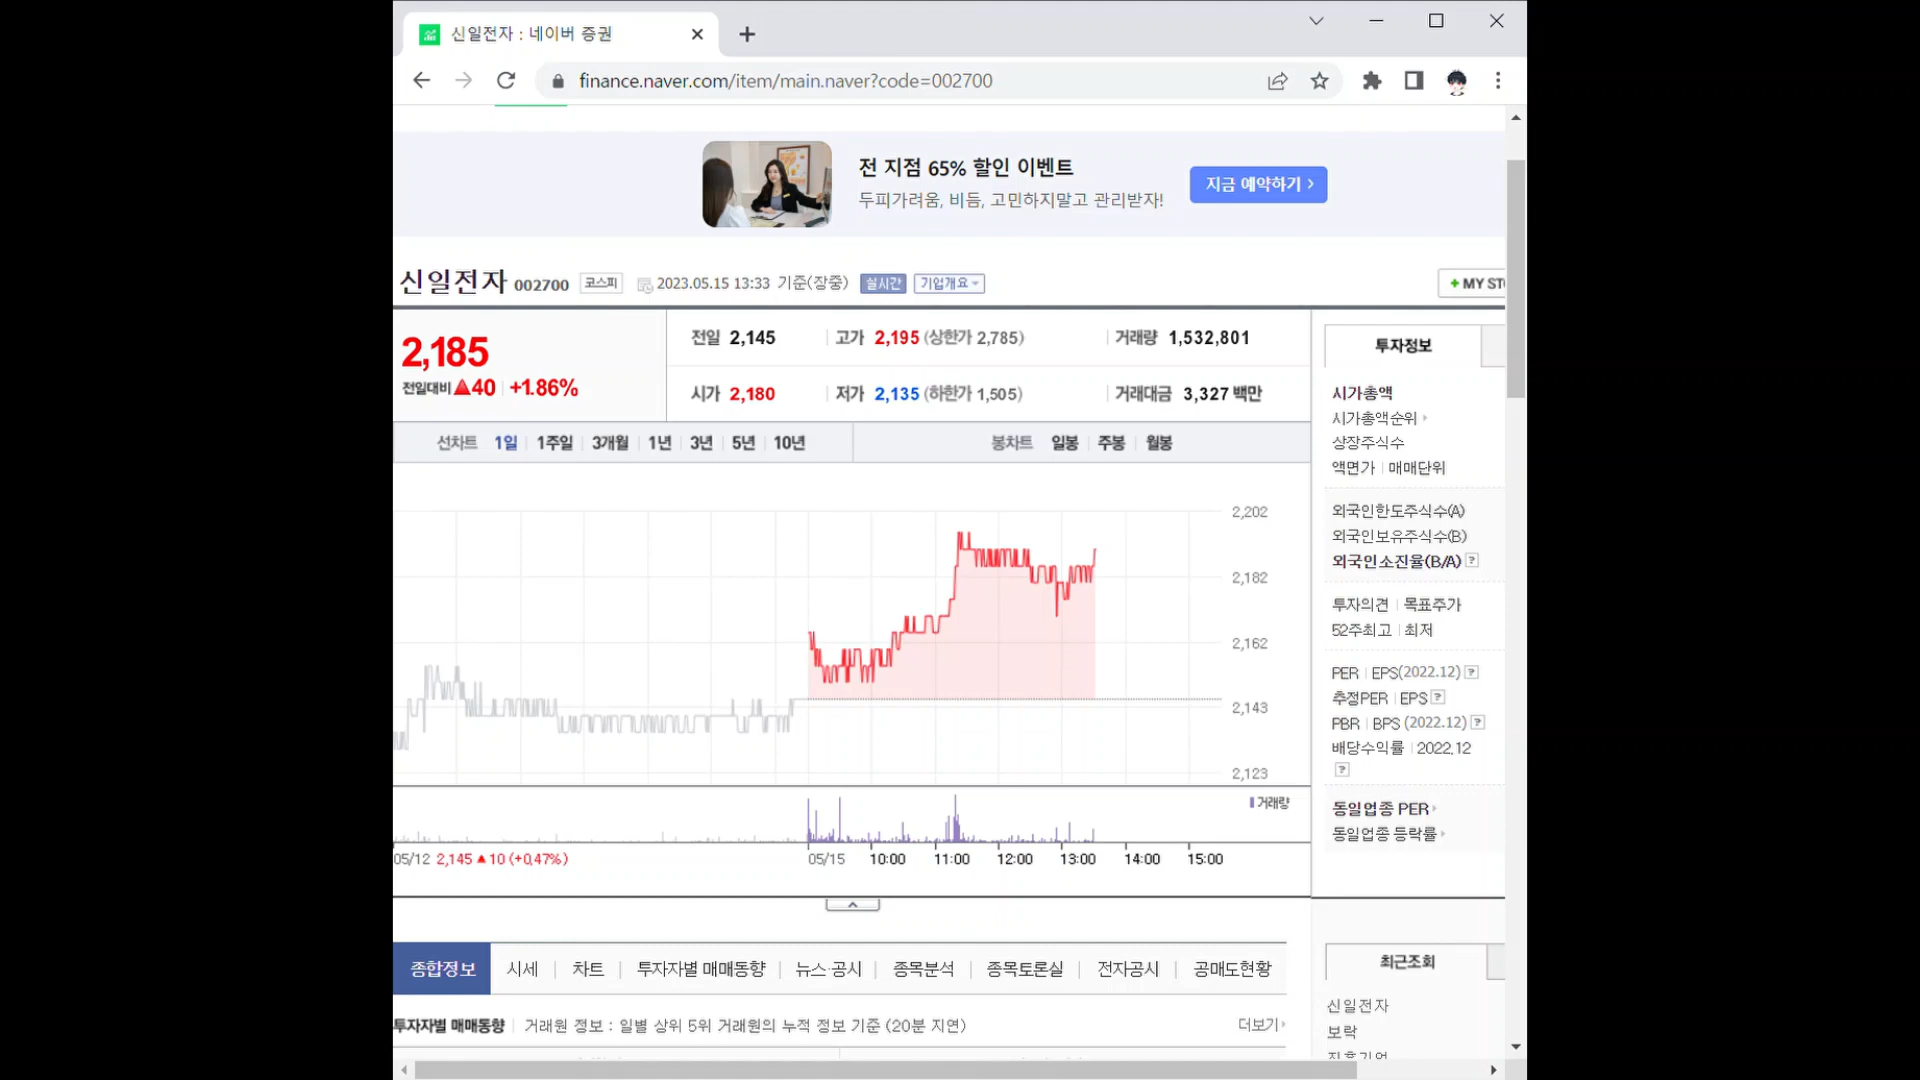 신일전자 : 네이버 증권
finance.naver.com/item/main.naver?code=002700
전 지점 65% 할인 이벤트
두피가려움, 비듬, 고민하지말고 관리받자!
지금 예약하기
신일전자 002700 코스피 2023.05.15 13:33 기준(장중) 실시간 기업개요
+ MY ST
2,185
전일대비 ▲40 +1.86%
전일 2,145 고가 2,195 (상한가 2,785) 거래량 1,532,801
시가 2,180 저가 2,135 (하한가 1,505) 거래대금 3,327 백만
선차트 1일 1주일 3개월 1년 3년 5년 10년 봉차트 일봉 주봉 월봉
2,202
2,182
2,162
2,143
2,123
거래량
05/12 2,145 ▲ 10 (+0.47%) 05/15 10:00 11:00 12:00 13:00 14:00 15:00
투자정보
시가총액
시가총액순위
상장주식수
액면가 매매단위
외국인한도주식수(A)
외국인보유주식수(B)
외국인소진율(B/A) ?
투자의견 목표주가
52주최고 최저
PER EPS(2022.12) ?
추정PER EPS ?
PBR BPS (2022.12) ?
배당수익률 2022.12
?
동일업종 PER
동일업종 등락률
종합정보 시세 차트 투자자별 매매동향 뉴스·공시 종목분석 종목토론실 전자공시 공매도현황
투자자별 매매동향 거래원 정보 : 일별 상위 5위 거래원의 누적 정보 기준 (20분 지연) 더보기
최근조회
신일전자
보락